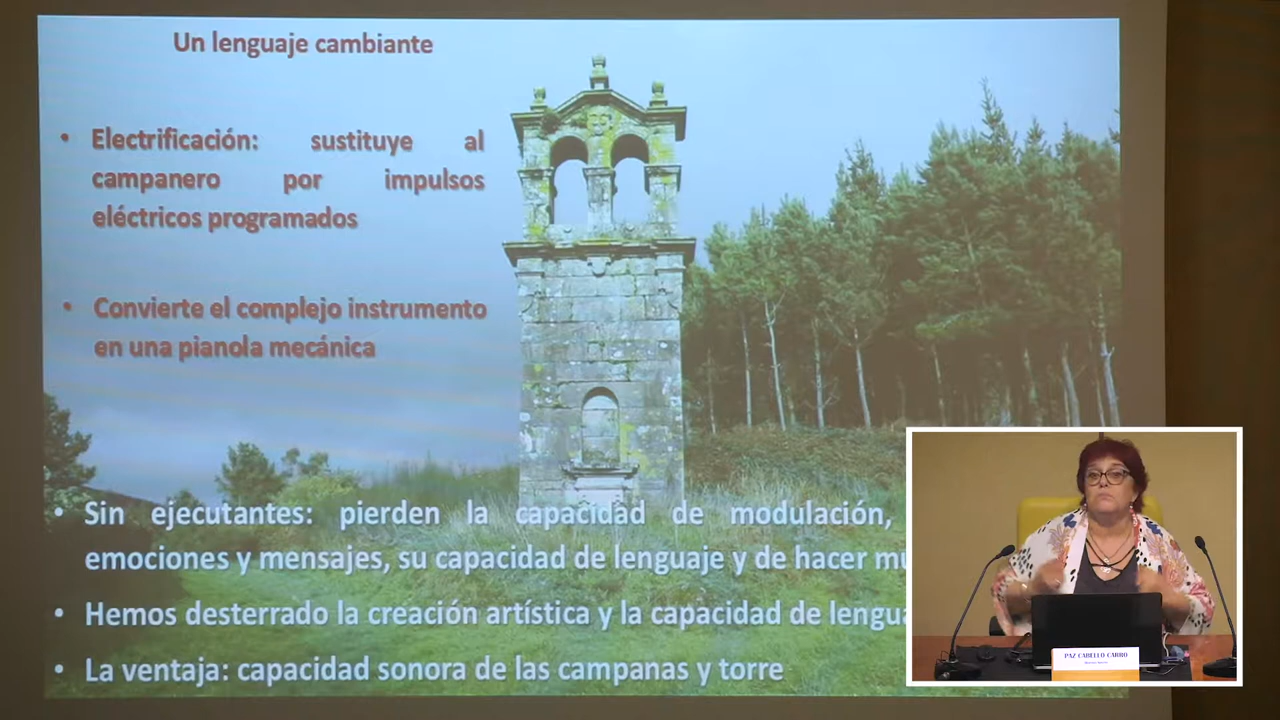 Un lenguaje cambiante
• Electrificación: sustituye al
campanero por impulsos
eléctricos programados
• Convierte el complejo instrumento
en una pianola mecánica
• Sin ejecutantes: pierden la capacidad de modulación,
emociones y mensajes, su capacidad de lenguaje y de hacer mu
• Hemos desterrado la creación artística y la capacidad de lengua
• La ventaja: capacidad sonora de las campanas y torre
PAZ CABELLO CARRO